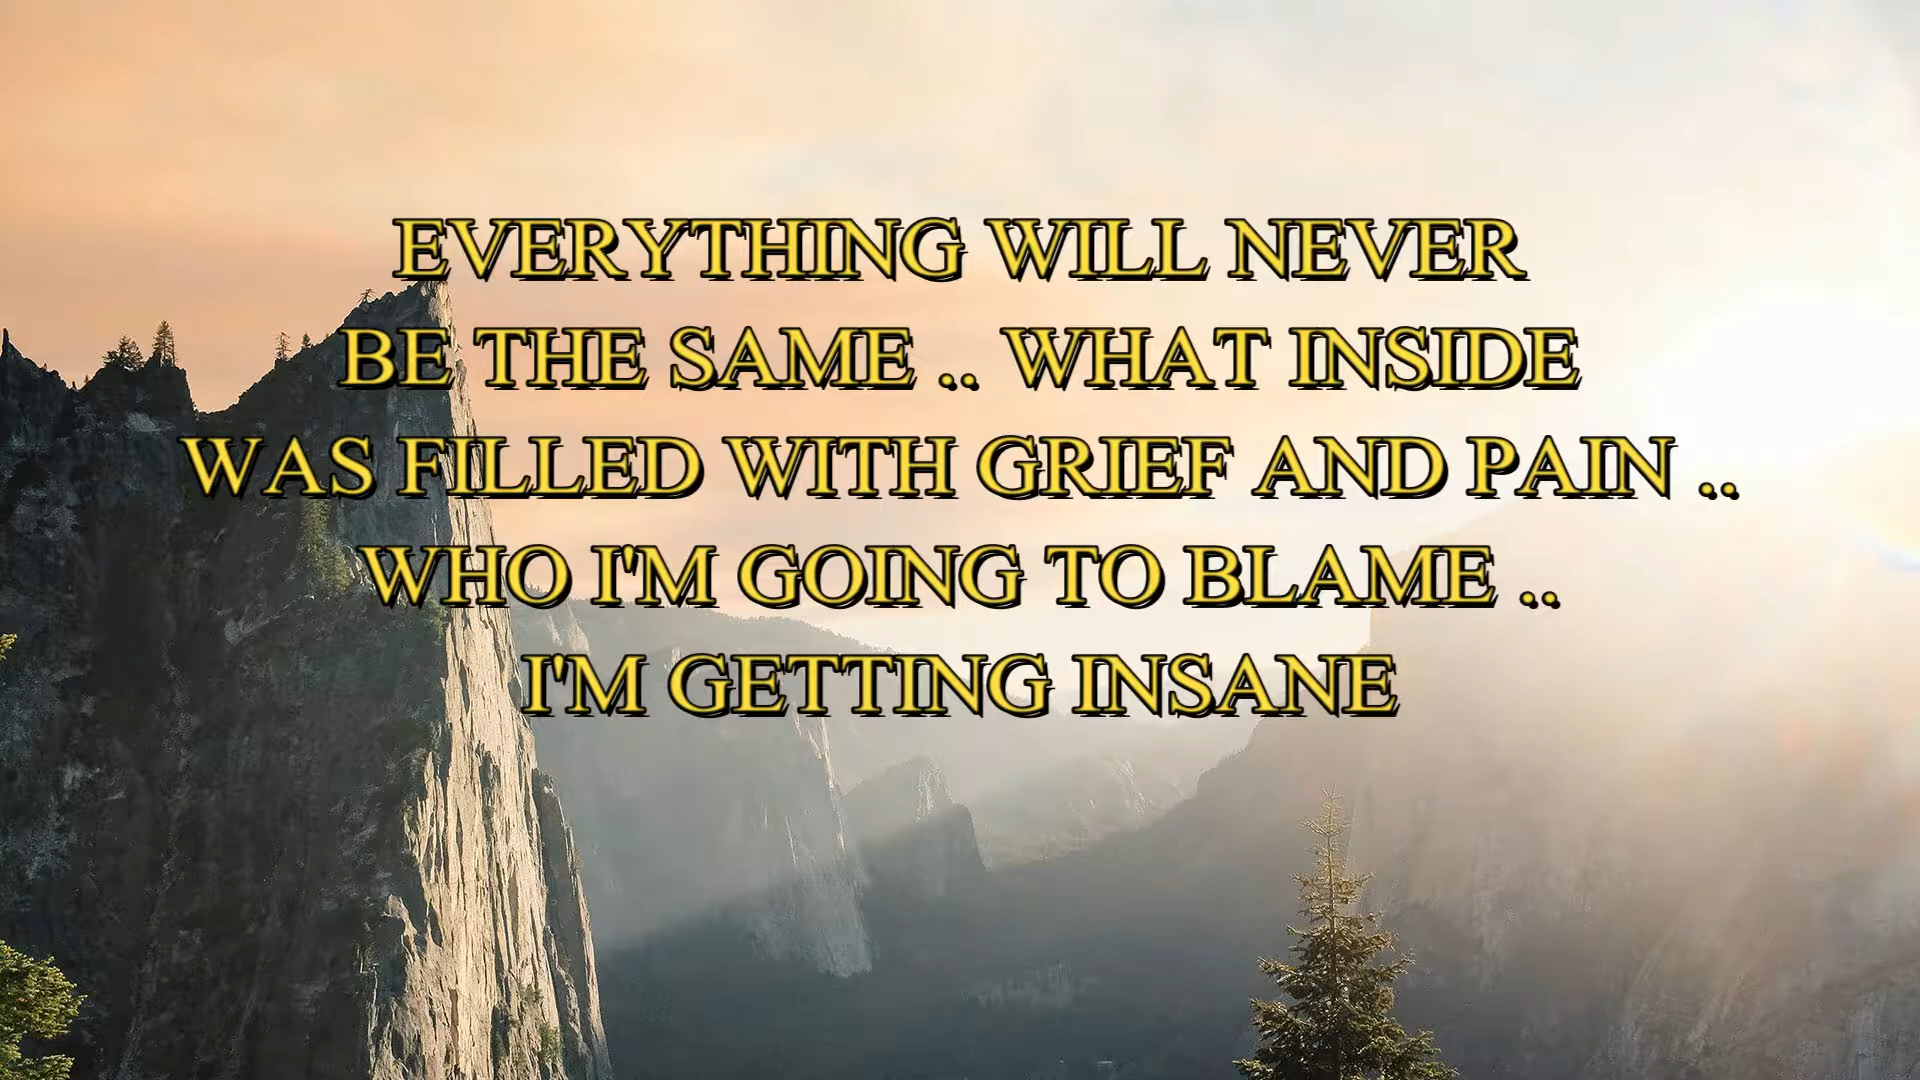 EVERYTHING WILL NEVER
BE THE SAME .. WHAT INSIDE
WAS FILLED WITH GRIEF AND PAIN ..
WHO I'M GOING TO BLAME ..
I'M GETTING INSANE